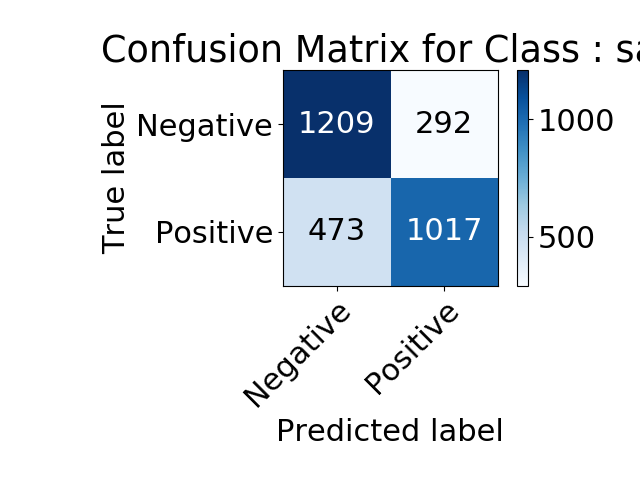 Confusion Matrix for Class : sa
True label
Negative 1209 292 1000
Positive 473 1017 500
Negative Positive
Predicted label